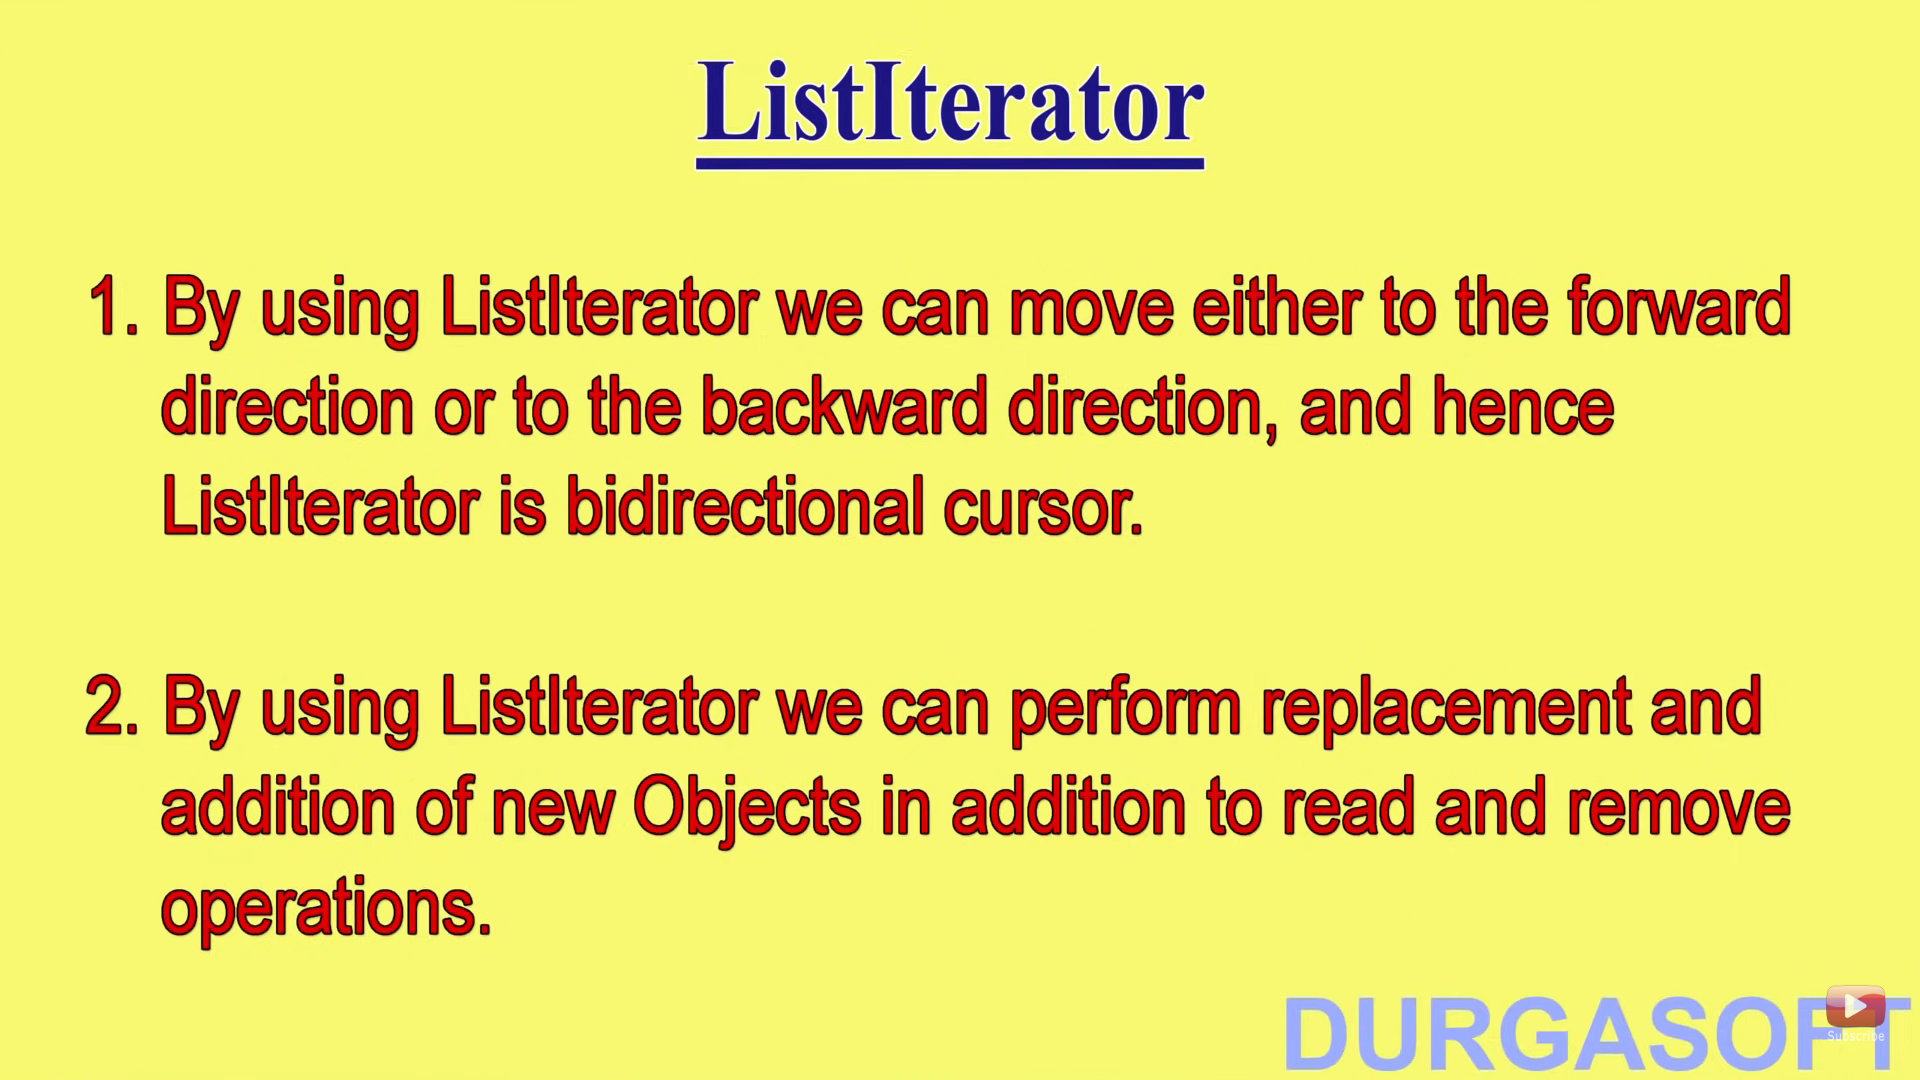 ListIterator
1. By using ListIterator we can move either to the forward
direction or to the backward direction, and hence
ListIterator is bidirectional cursor.
2. By using ListIterator we can perform replacement and
addition of new Objects in addition to read and remove
operations.
DURGASOFT
Subscribe